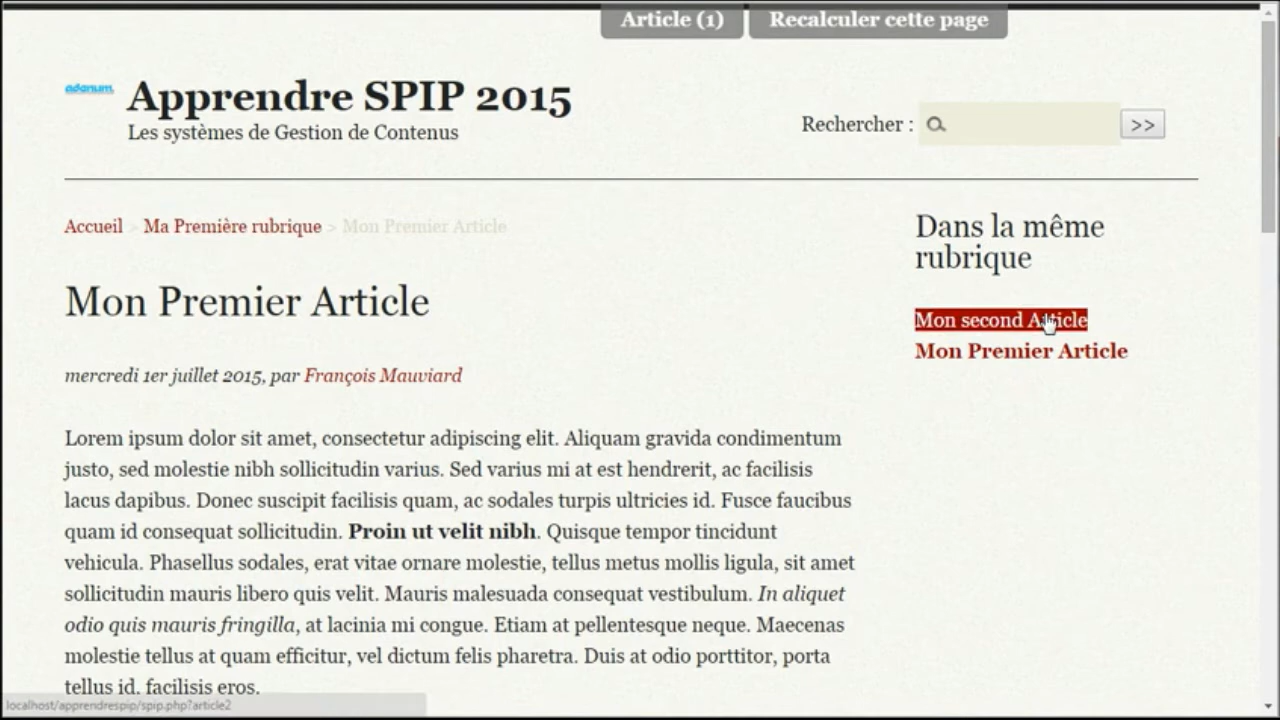 Article (1)
Recalculer cette page
adenum.
Apprendre SPIP 2015
Les systèmes de Gestion de Contenus
Rechercher :
>>
Accueil > Ma Première rubrique > Mon Premier Article
Dans la même
rubrique
Mon second Article
Mon Premier Article
Mon Premier Article
mercredi 1er juillet 2015, par François Mauviard
Lorem ipsum dolor sit amet, consectetur adipiscing elit. Aliquam gravida condimentum
justo, sed molestie nibh sollicitudin varius. Sed varius mi at est hendrerit, ac facilisis
lacus dapibus. Donec suscipit facilisis quam, ac sodales turpis ultricies id. Fusce faucibus
quam id consequat sollicitudin. Proin ut velit nibh. Quisque tempor tincidunt
vehicula. Phasellus sodales, erat vitae ornare molestie, tellus metus mollis ligula, sit amet
sollicitudin mauris libero quis velit. Mauris malesuada consequat vestibulum. In aliquet
odio quis mauris fringilla, at lacinia mi congue. Etiam at pellentesque neque. Maecenas
molestie tellus at quam efficitur, vel dictum felis pharetra. Duis at odio porttitor, porta
tellus id, facilisis eros.
localhost/apprendrespip/spip.php?article2